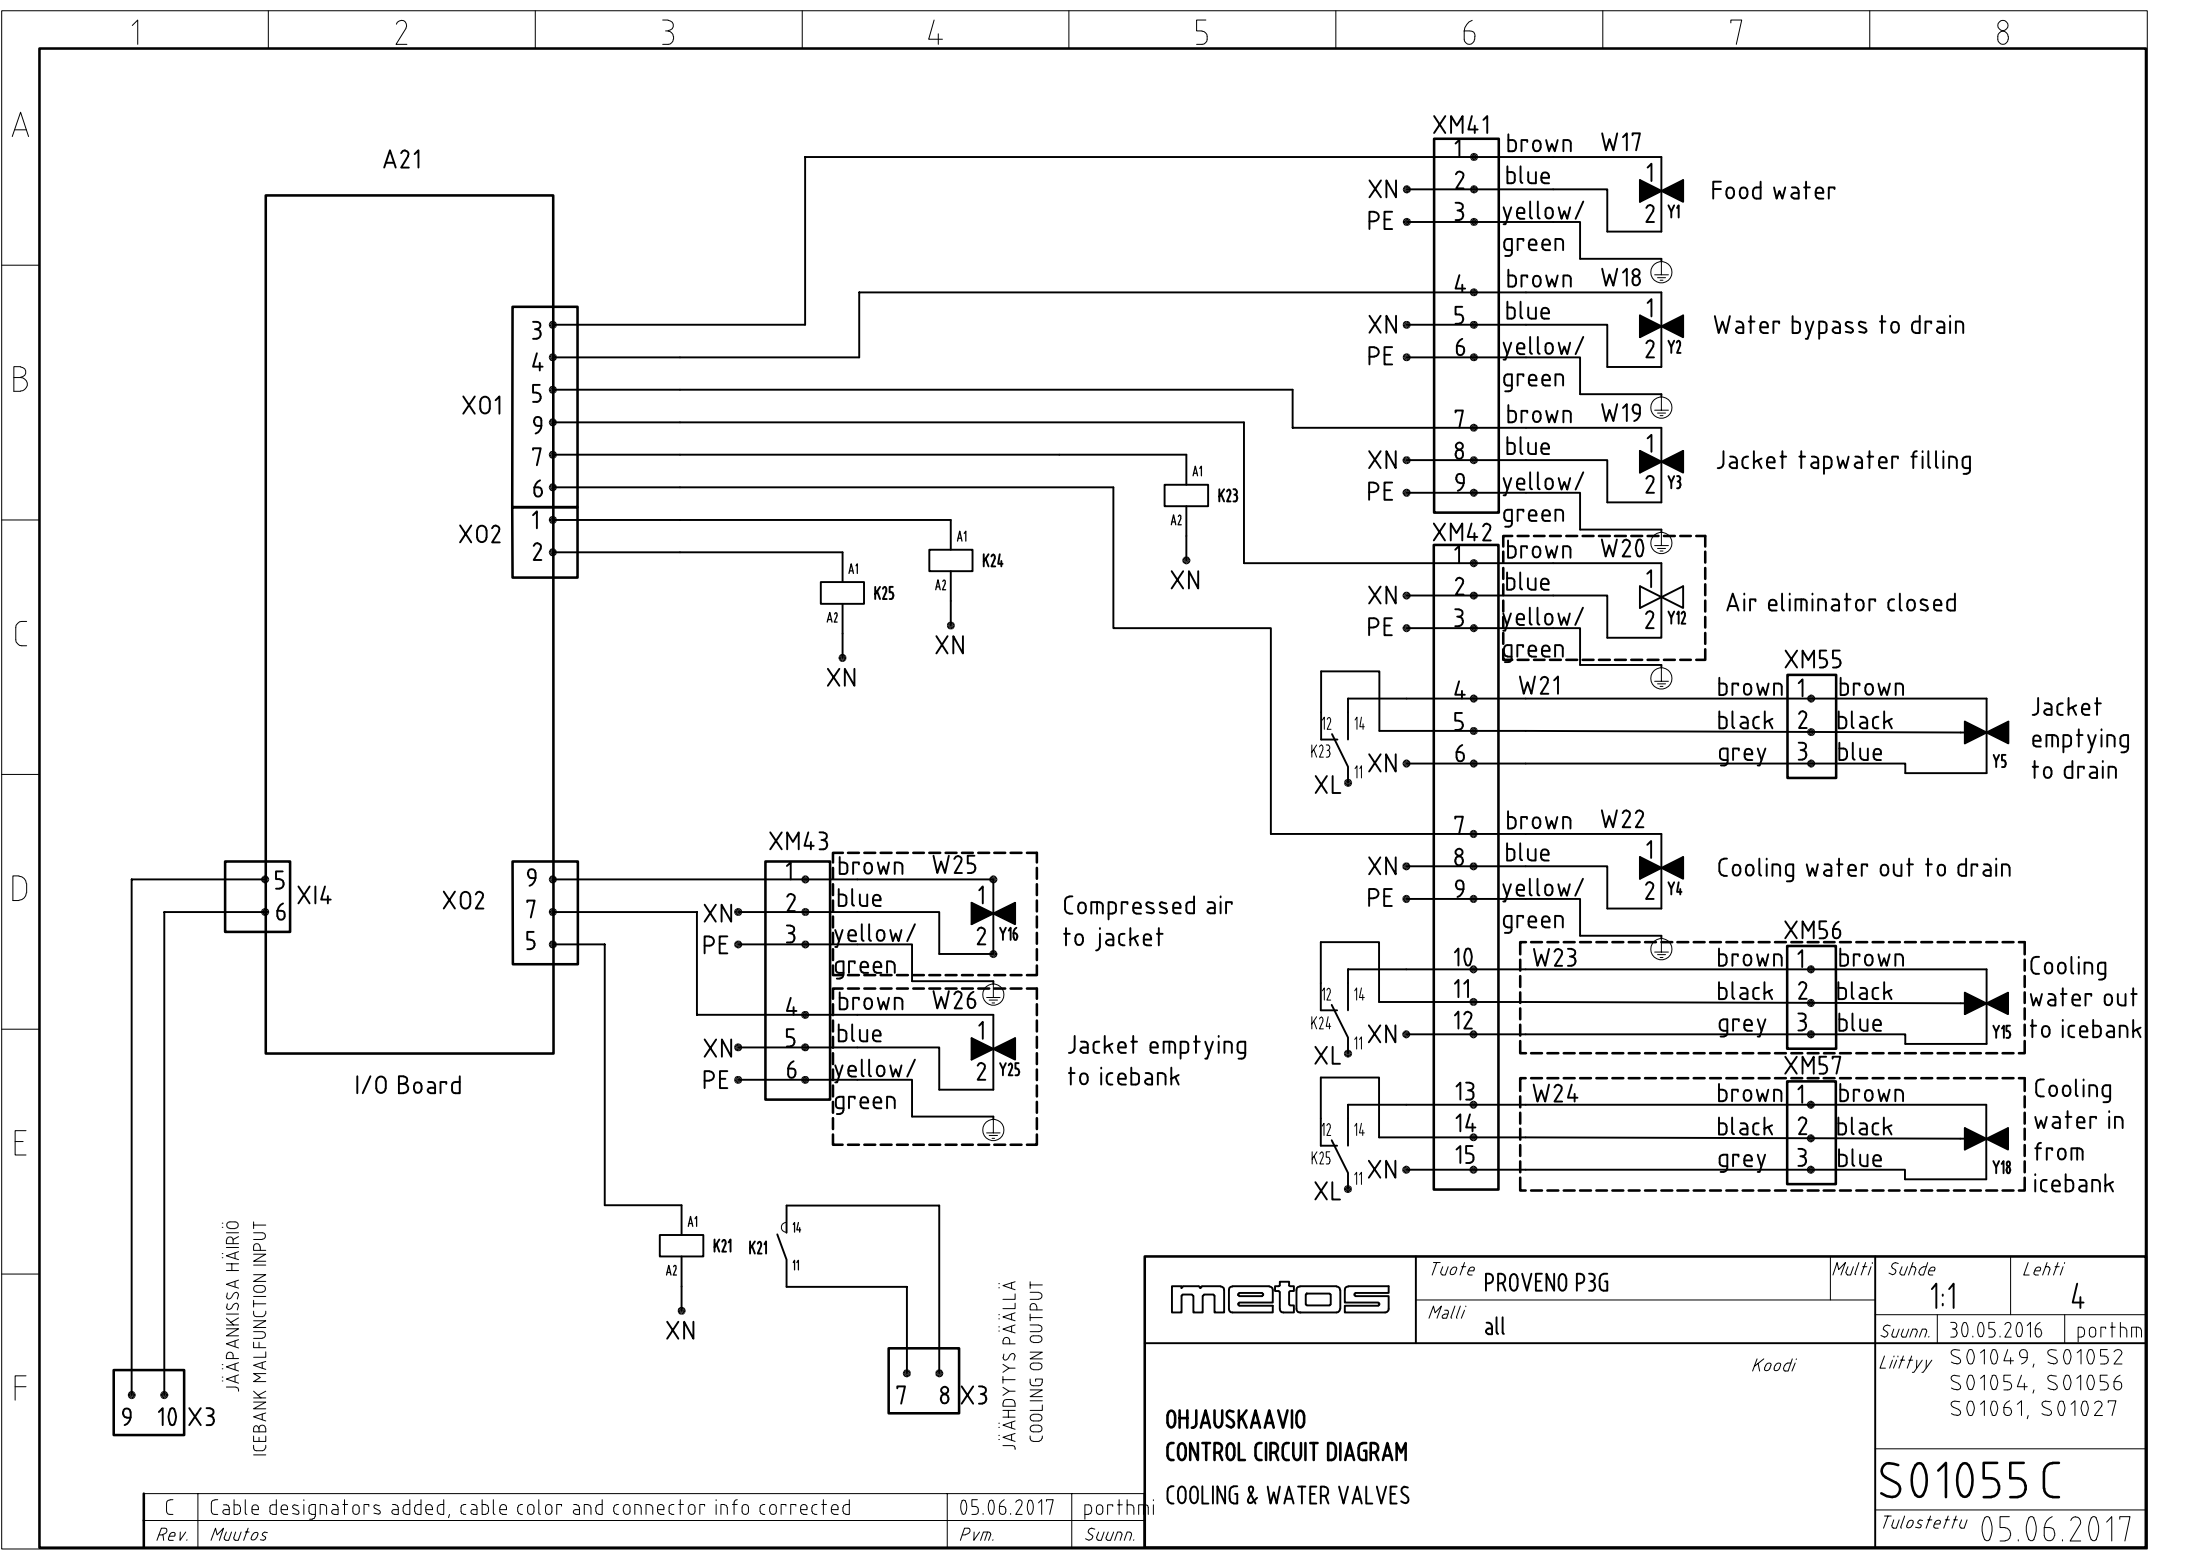 1 2 3 4 5 6 7 8
A
B
C
D
E
F
A21
XO1
3
4
5
9
7
6
XO2
1
2
I/O Board
XI4
5
6
XO2
9
7
5
A1
K23
A2
XN
A1
K24
A2
XN
A1
K25
A2
XN
XM41
1 brown W17
XN 2 blue
PE 3 yellow/
green
1
2 Y1
Food water
4 brown W18
XN 5 blue
PE 6 yellow/
green
1
2 Y2
Water bypass to drain
7 brown W19
XN 8 blue
PE 9 yellow/
green
1
2 Y3
Jacket tapwater filling
XM42
1 brown W20
XN 2 blue
PE 3 yellow/
green
1
2 Y12
Air eliminator closed
XM55
12 14
K23
11
XL
4 W21 brown 1 brown
5 black 2 black
XN 6 grey 3 blue
Y5
Jacket
emptying
to drain
7 brown W22
XN 8 blue
PE 9 yellow/
green
1
2 Y4
Cooling water out to drain
XM56
12 14
K24
11
XL
10 W23 brown 1 brown
11 black 2 black
XN 12 grey 3 blue
Y15
Cooling
water out
to icebank
XM57
12 14
K25
11
XL
13 W24 brown 1 brown
14 black 2 black
XN 15 grey 3 blue
Y18
Cooling
water in
from
icebank
XM43
1 brown W25
XN 2 blue
PE 3 yellow/
green
1
2 Y16
Compressed air
to jacket
4 brown W26
XN 5 blue
PE 6 yellow/
green
1
2 Y25
Jacket emptying
to icebank
A1
K21
A2
XN
K21
14
11
7 8 X3
JÄÄHDYTYS PÄÄLLÄ
COOLING ON OUTPUT
9 10 X3
JÄÄPANKISSA HÄIRIÖ
ICEBANK MALFUNCTION INPUT
metos
Tuote PROVENO P3G
Multi
Malli all
Suhde 1:1
Lehti 4
Suunn. 30.05.2016 porthm
Koodi
Liittyy S01049, S01052
S01054, S01056
S01061, S01027
OHJAUSKAAVIO
CONTROL CIRCUIT DIAGRAM
COOLING & WATER VALVES
S01055 C
Tulostettu 05.06.2017
C Cable designators added, cable color and connector info corrected 05.06.2017 porthmi
Rev. Muutos Pvm. Suunn.